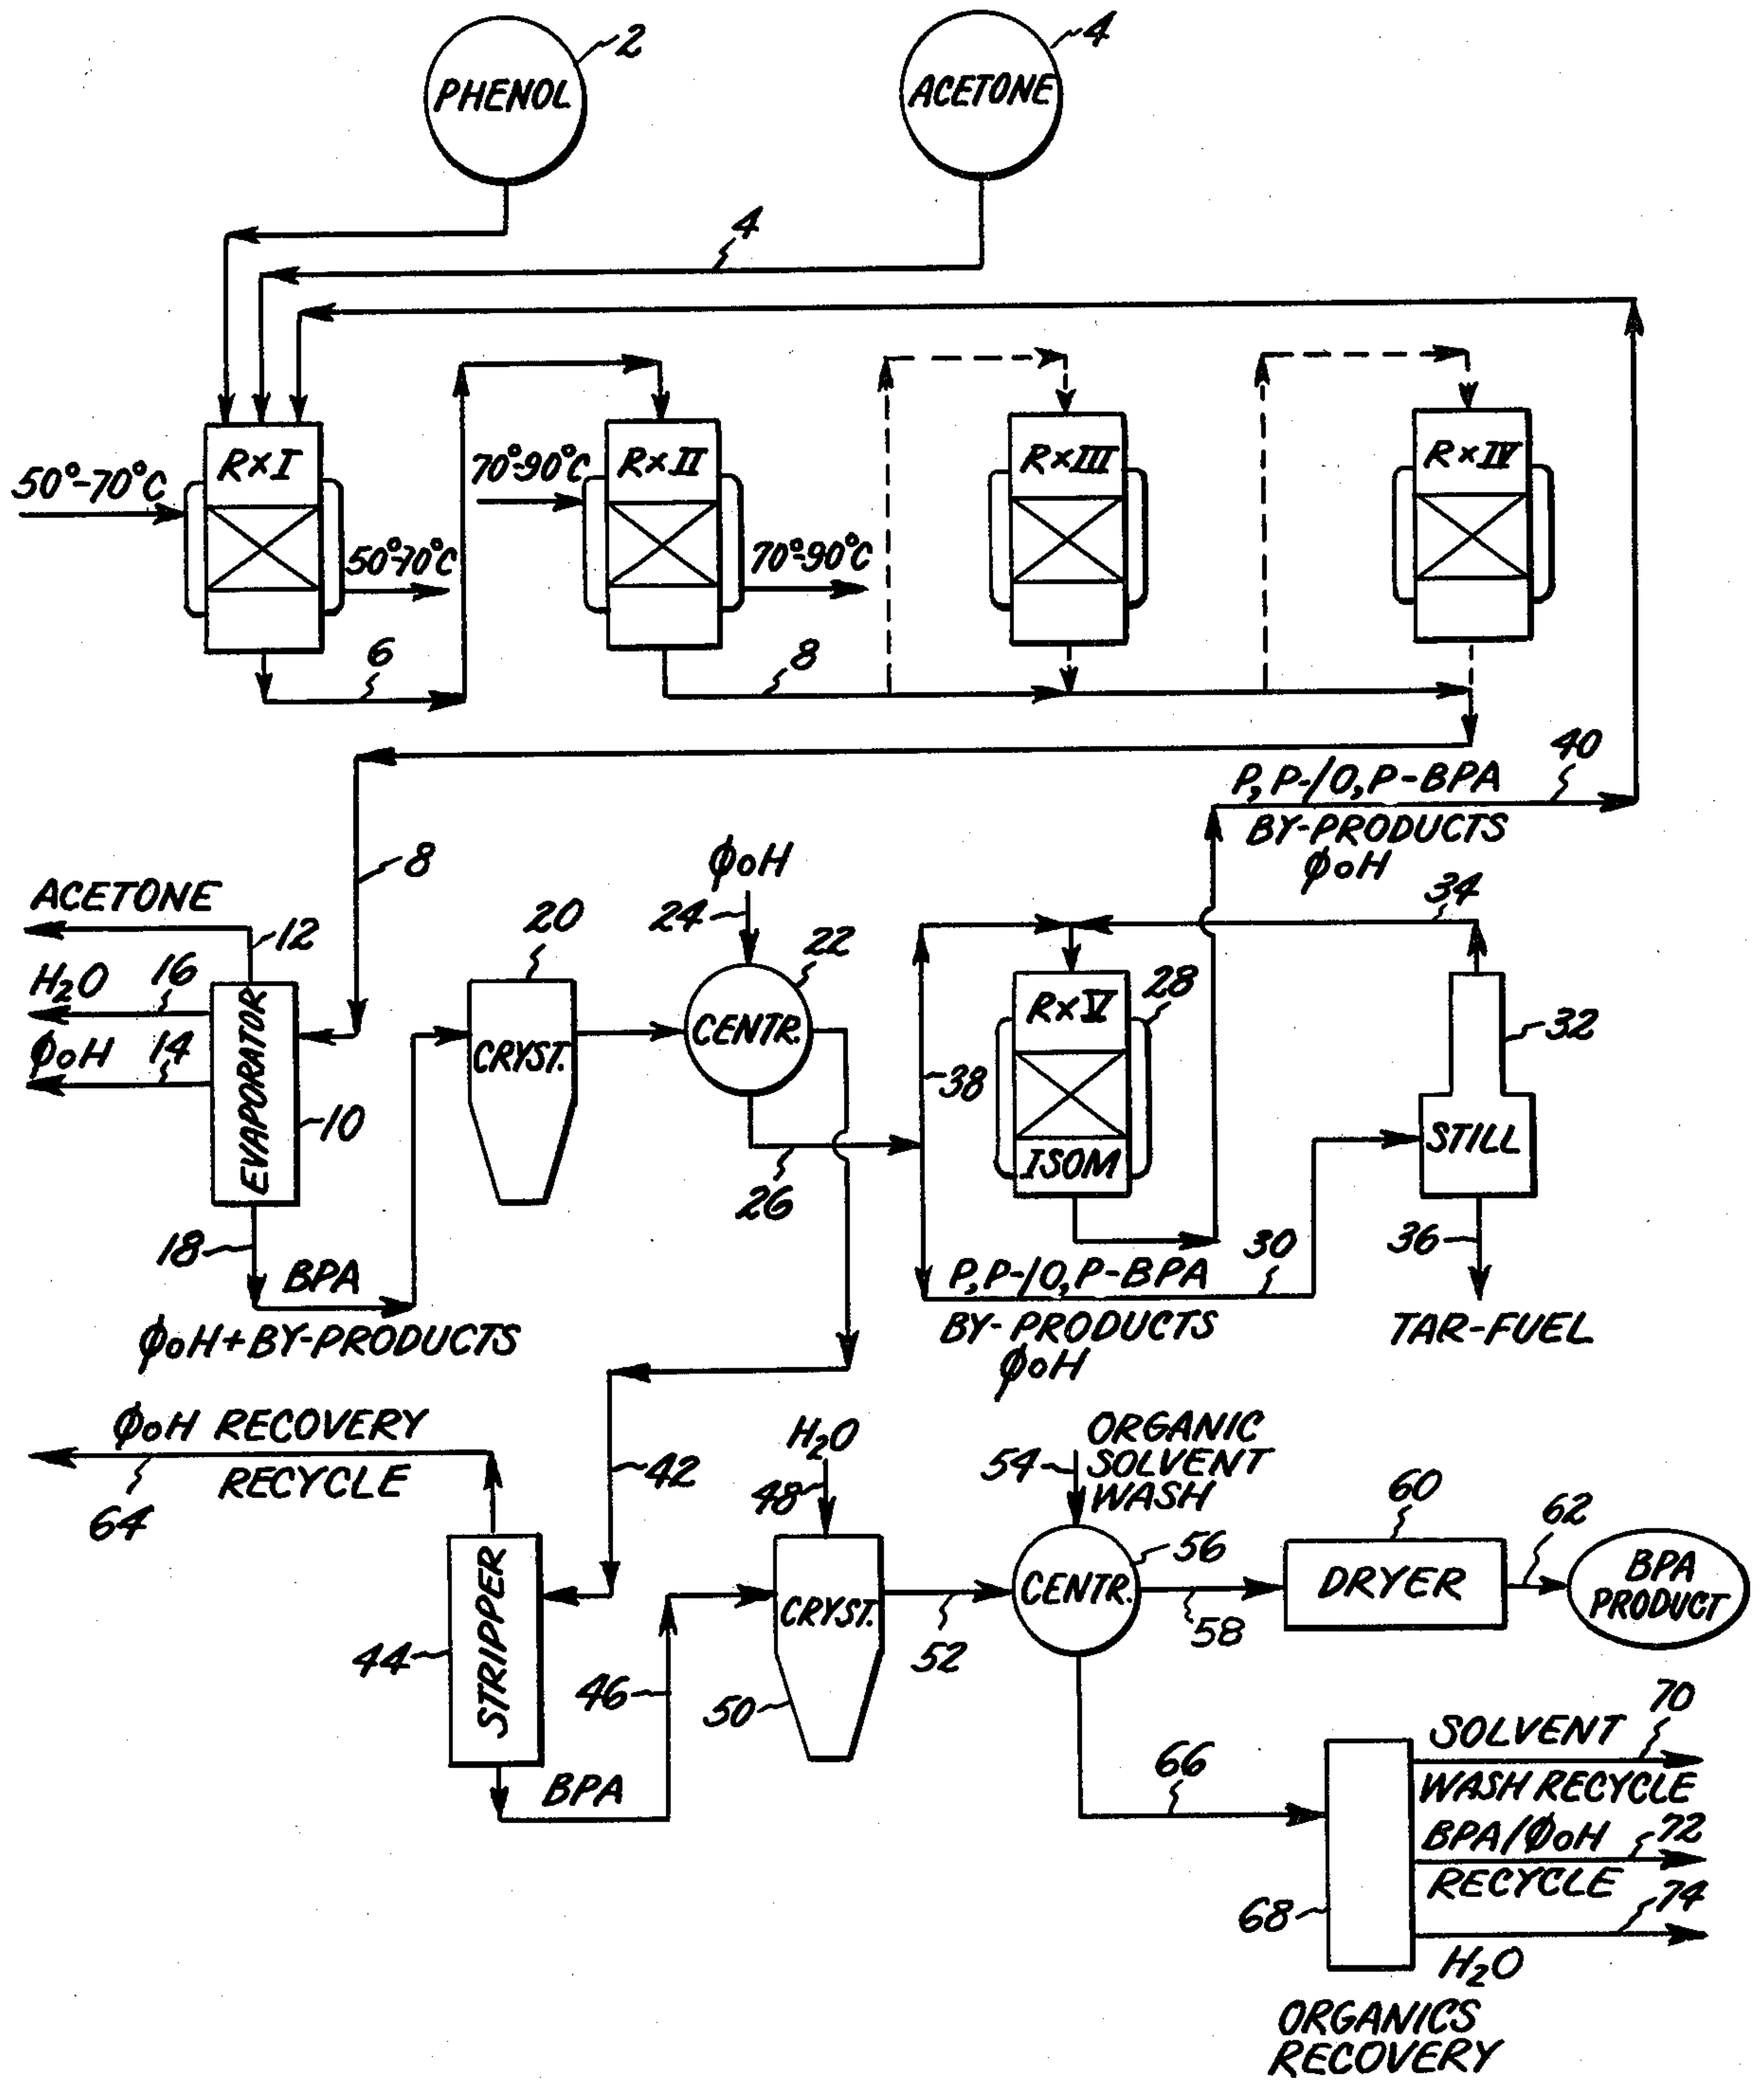 2
PHENOL
4
ACETONE
4
RxI
50°-70°C
50°-70°C
RxII
70°-90°C
70°-90°C
RxIII
RxIV
6
8
40
P,P-/O,P-BPA
BY-PRODUCTS
ϕOH
8
ACETONE
12
H₂O
16
ϕOH
14
EVAPORATOR
10
18
BPA
ϕOH+BY-PRODUCTS
20
CRYST.
ϕOH
24
22
CENTR.
26
38
RxV
28
ISOM
34
32
STILL
30
P,P-/O,P-BPA
BY-PRODUCTS
ϕOH
36
TAR-FUEL
ϕOH RECOVERY
RECYCLE
64
42
STRIPPER
44
BPA
46
H₂O
48
CRYST.
50
52
54
ORGANIC
SOLVENT
WASH
56
CENTR.
58
60
DRYER
62
BPA
PRODUCT
66
68
70
SOLVENT
WASH RECYCLE
BPA/ϕOH
72
RECYCLE
74
H₂O
ORGANICS
RECOVERY